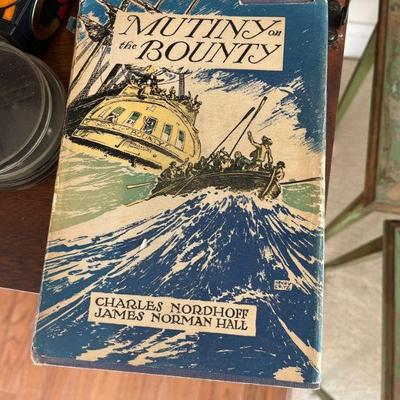 MUTINY on
the BOUNTY
CHARLES NORDHOFF
JAMES NORMAN HALL